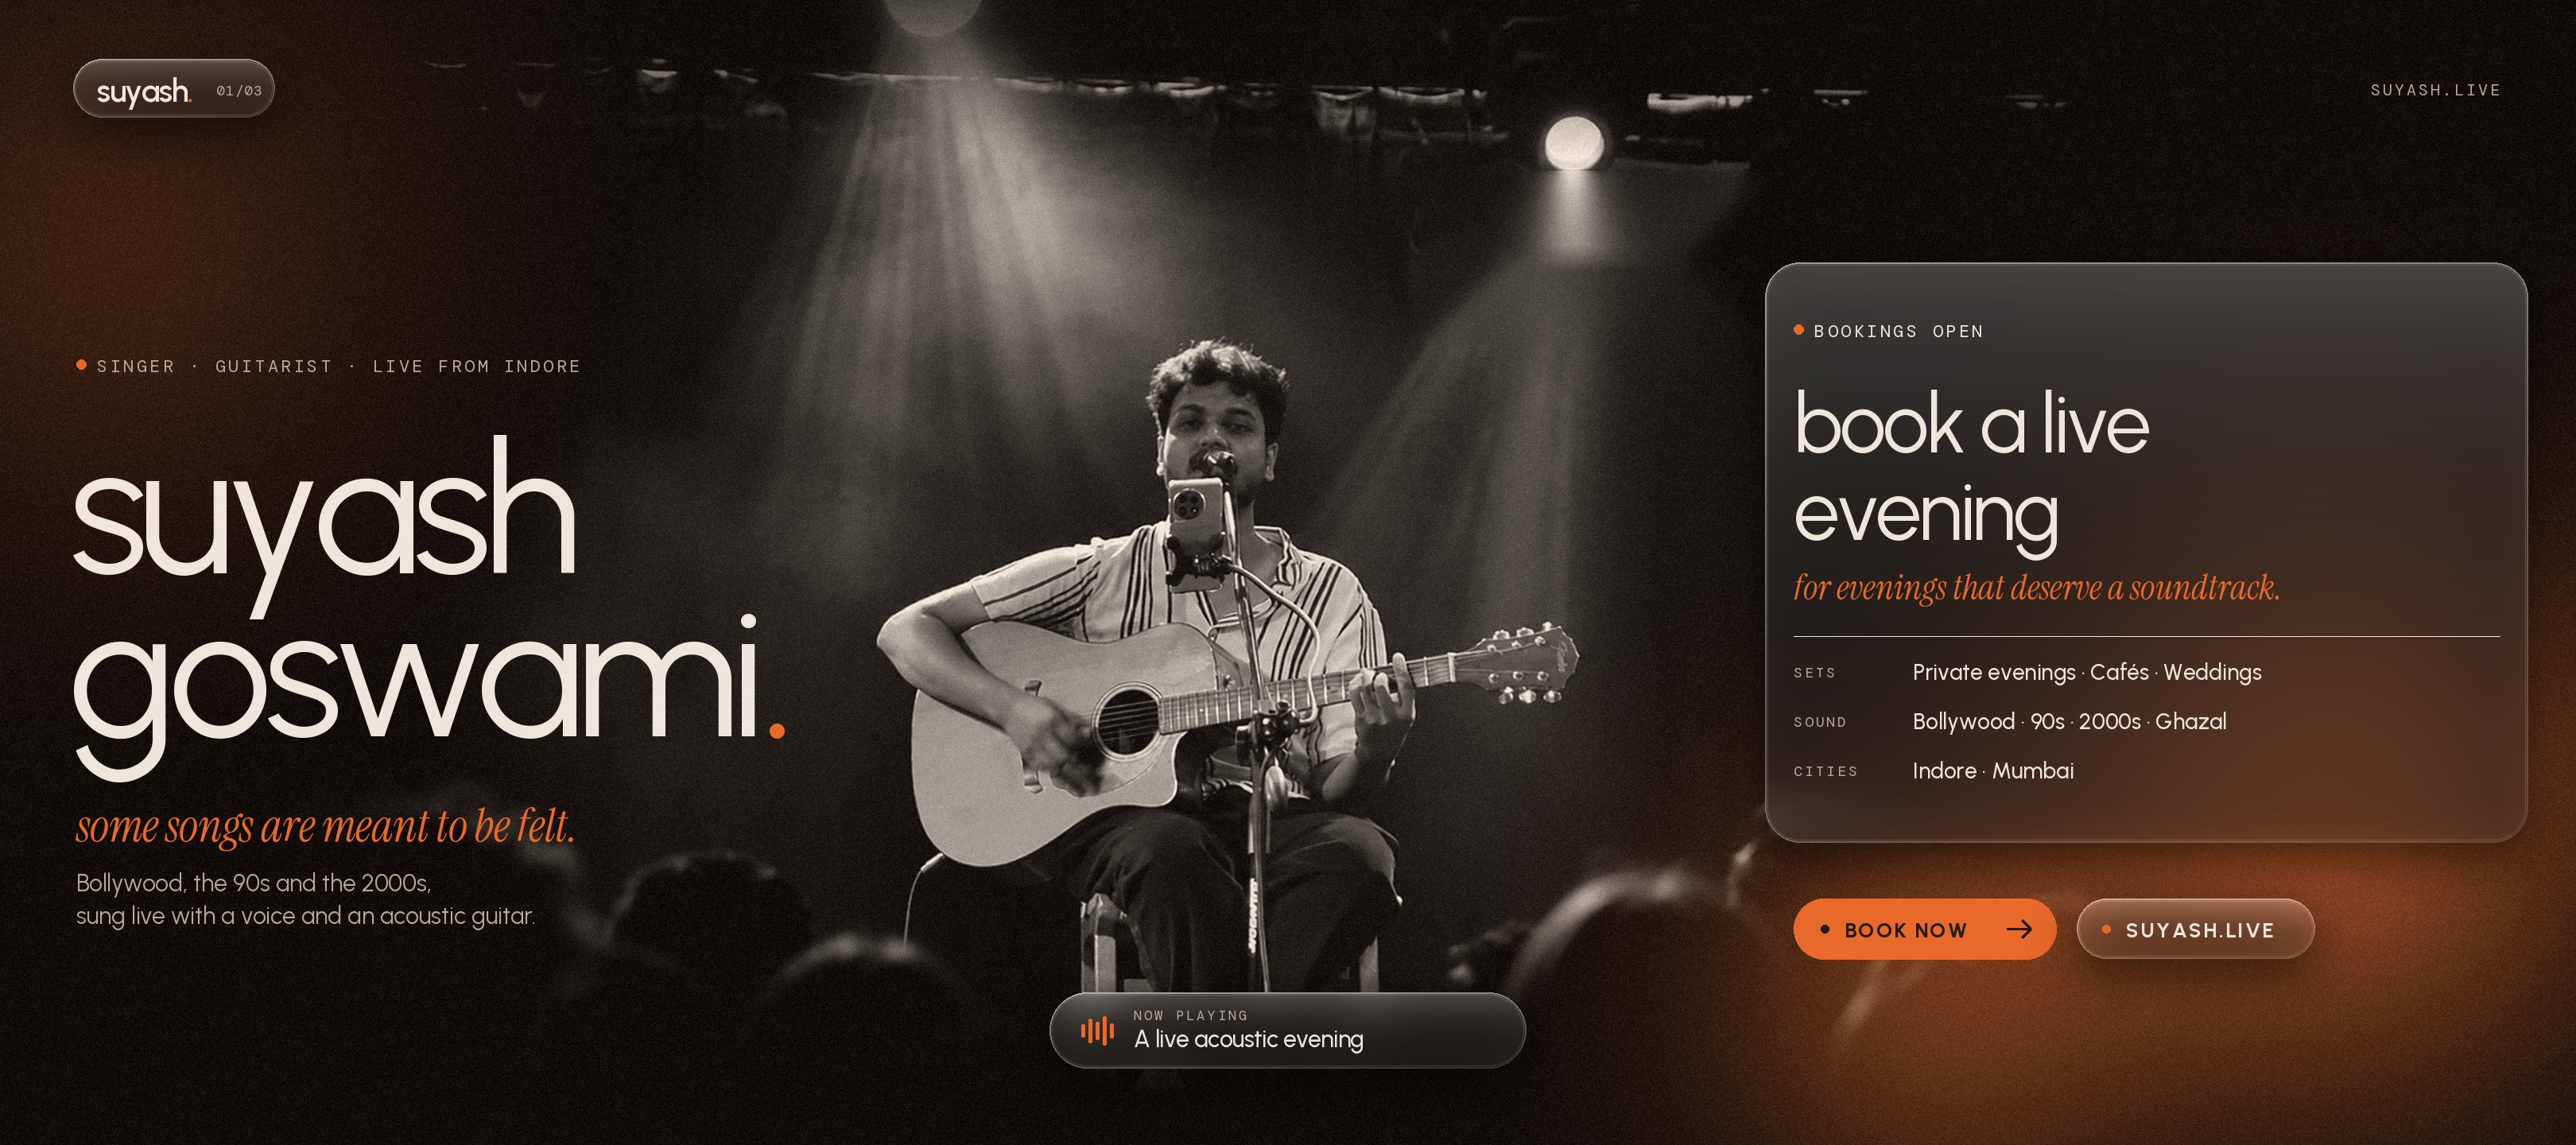 suyash. 01/03
SUYASH.LIVE
SINGER · GUITARIST · LIVE FROM INDORE
suyash
goswami.
some songs are meant to be felt.
Bollywood, the 90s and the 2000s,
sung live with a voice and an acoustic guitar.
BOOKINGS OPEN
book a live
evening
for evenings that deserve a soundtrack.
SETS Private evenings · Cafés · Weddings
SOUND Bollywood · 90s · 2000s · Ghazal
CITIES Indore · Mumbai
BOOK NOW →
SUYASH.LIVE
NOW PLAYING
A live acoustic evening